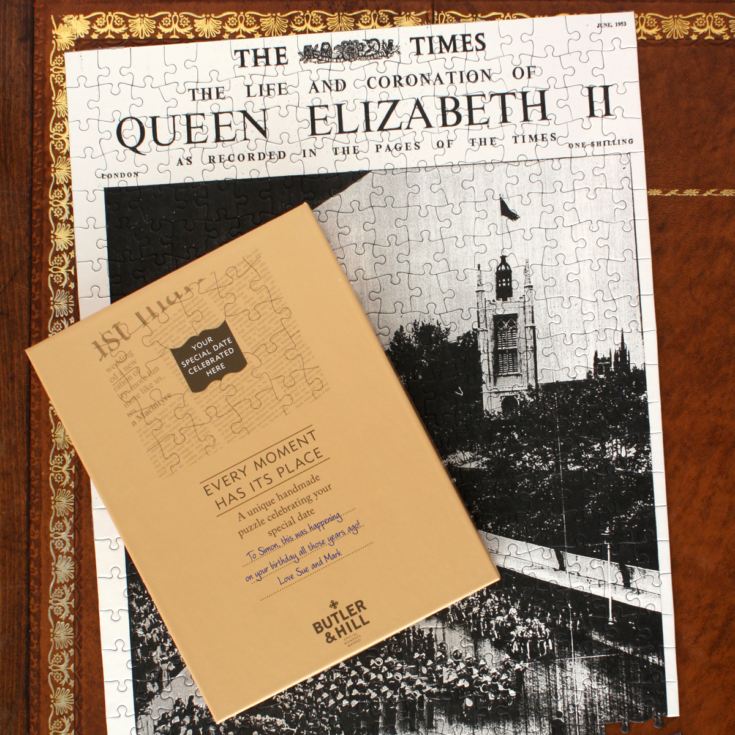 JUNE, 1953
THE TIMES
THE LIFE AND CORONATION OF
QUEEN ELIZABETH II
AS RECORDED IN THE PAGES OF THE TIMES
LONDON
ONE SHILLING
1st
YOUR
SPECIAL DATE
CELEBRATED
HERE
EVERY MOMENT
HAS ITS PLACE
A unique handmade
puzzle celebrating your
special date
To Simon, this was happening
on your birthday all those years ago!
Love Sue and Mark
BUTLER
& HILL